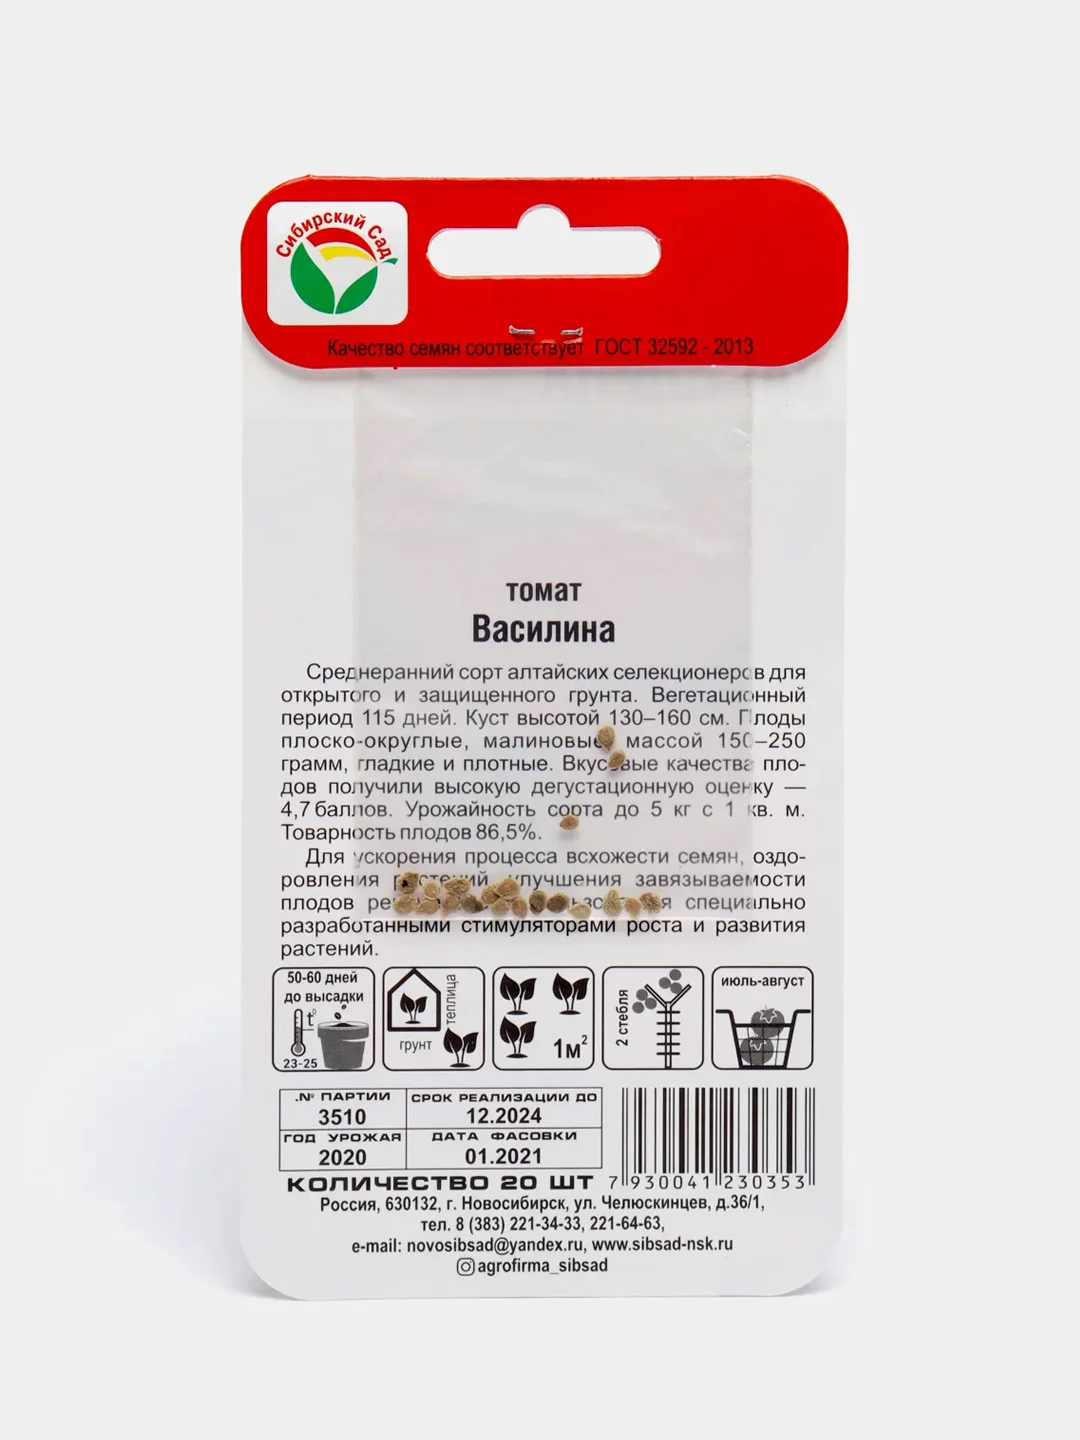 Сибирский Сад
Качество семян соответствует ГОСТ 32592 - 2013
томат
Василина
Среднеранний сорт алтайских селекционеров для
открытого и защищенного грунта. Вегетационный
период 115 дней. Куст высотой 130–160 см. Плоды
плоско-округлые, малиновые, массой 150–250
грамм, гладкие и плотные. Вкусовые качества пло-
дов получили высокую дегустационную оценку —
4,7 баллов. Урожайность сорта до 5 кг с 1 кв. м.
Товарность плодов 86,5%.
Для ускорения процесса всхожести семян, оздо-
ровления растений, улучшения завязываемости
плодов специально
разработанными стимуляторами роста и развития
растений.
50-60 дней
до высадки
t°
23-25
теплица
грунт
1м²
2 стебля
июль-август
№ ПАРТИИ
3510
СРОК РЕАЛИЗАЦИИ ДО
12.2024
ГОД УРОЖАЯ
2020
ДАТА ФАСОВКИ
01.2021
КОЛИЧЕСТВО 20 ШТ
7 930041 230353
Россия, 630132, г. Новосибирск, ул. Челюскинцев, д.36/1,
тел. 8 (383) 221-34-33, 221-64-63,
e-mail: novosibsad@yandex.ru, www.sibsad-nsk.ru
agrofirma_sibsad